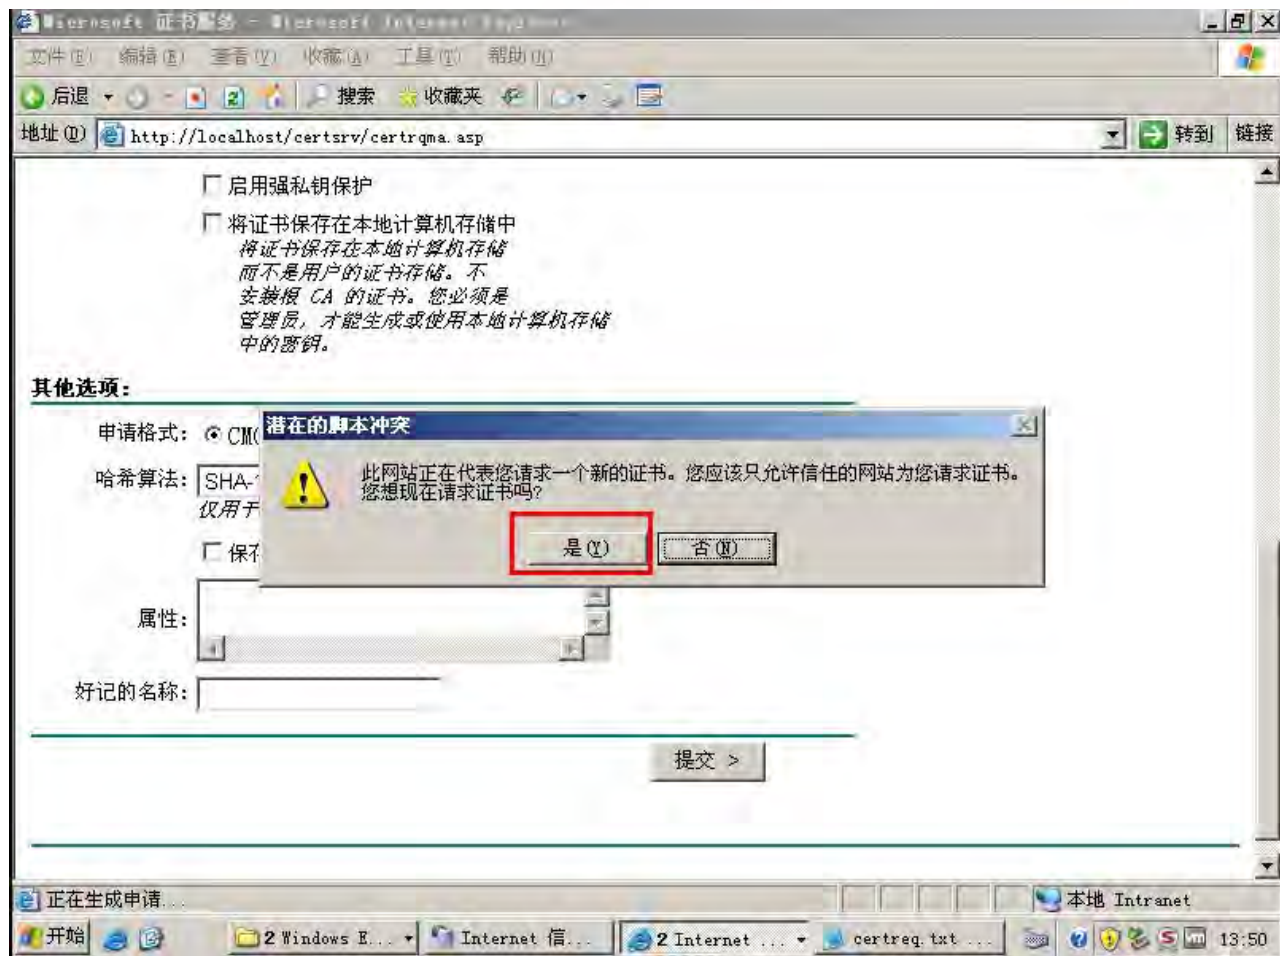 Microsoft 证书服务 - Microsoft Internet Explorer
文件(F) 编辑(E) 查看(V) 收藏(A) 工具(T) 帮助(H)
后退 搜索 收藏夹
地址(D) http://localhost/certsrv/certrqma.asp 转到 链接
启用强私钥保护
将证书保存在本地计算机存储中
将证书保存在本地计算机存储
而不是用户的证书存储。不
安装根 CA 的证书。您必须是
管理员，才能生成或使用本地计算机存储
中的密钥。
其他选项:
申请格式: CMC
潜在的脚本冲突
哈希算法: SHA-1
仅用于
此网站正在代表您请求一个新的证书。您应该只允许信任的网站为您请求证书。
您想现在请求证书吗?
是(Y) 否(N)
保存
属性:
好记的名称:
提交 >
正在生成申请... 本地 Intranet
开始 2 Windows E... Internet 信... 2 Internet ... certreq.txt ... 13:50